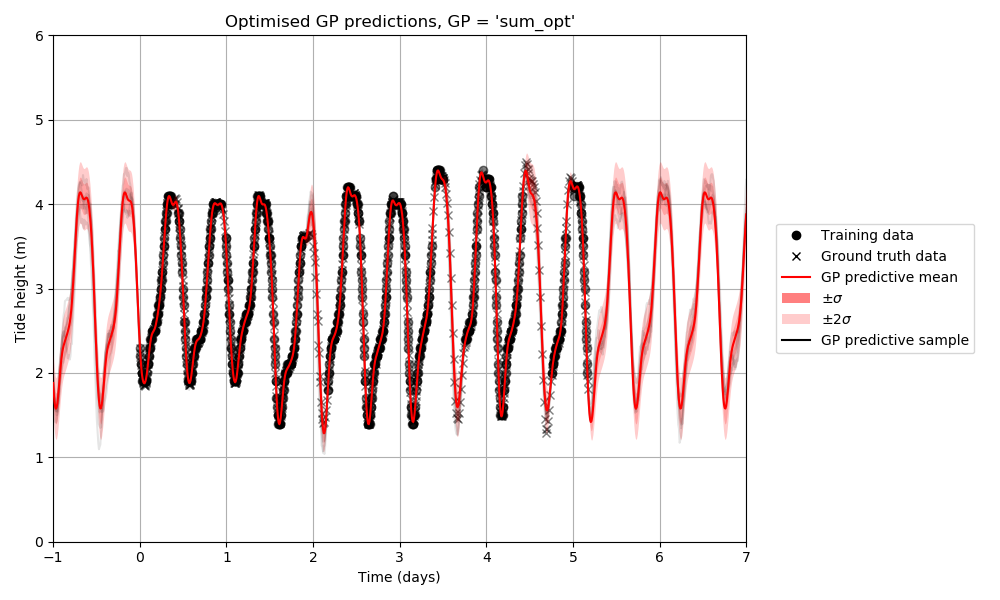 Optimised GP predictions, GP = 'sum_opt'
6
5
4
3
2
1
0
Tide height (m)
−1
0
1
2
3
4
5
6
7
Time (days)
Training data
Ground truth data
GP predictive mean
±σ
±2σ
GP predictive sample